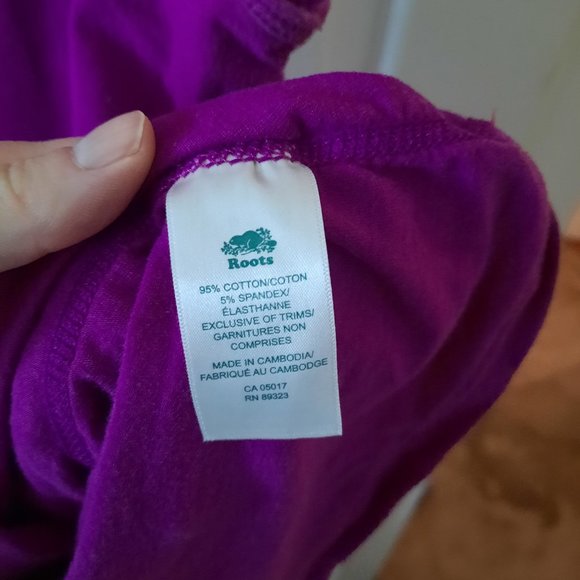 Roots
95% COTTON/COTON
5% SPANDEX/
ÉLASTHANNE
EXCLUSIVE OF TRIMS/
GARNITURES NON
COMPRISES
MADE IN CAMBODIA/
FABRIQUÉ AU CAMBODGE
CA 05017
RN 89323